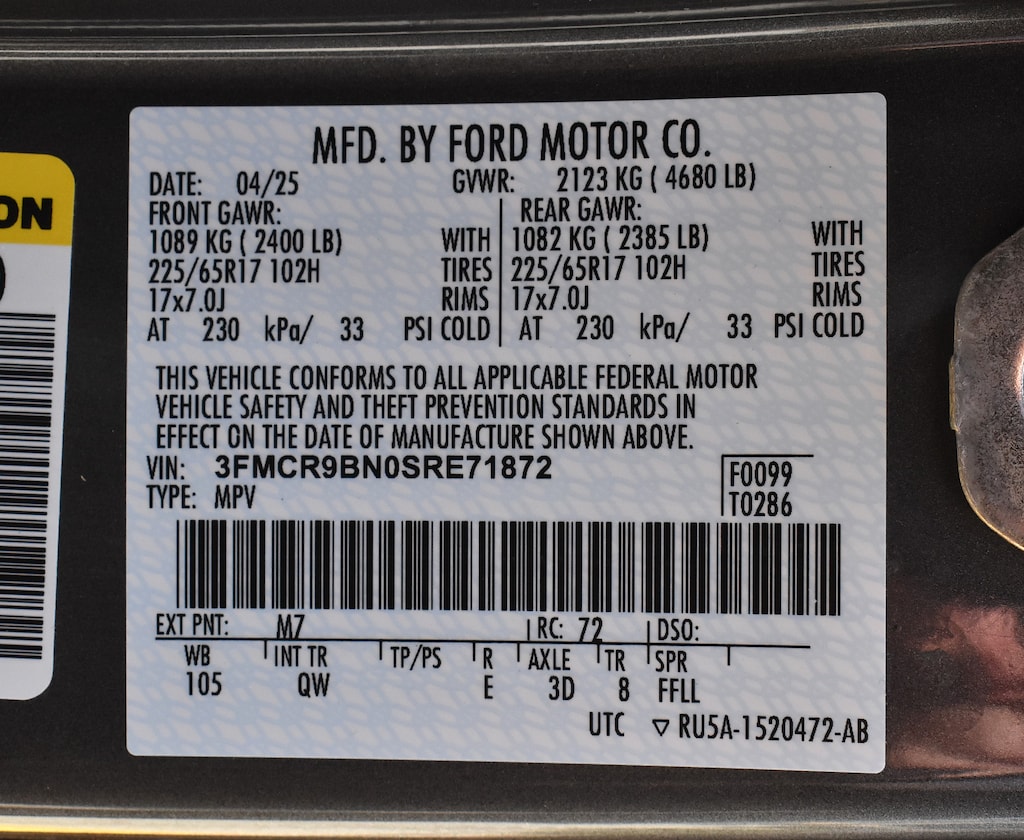 MFD. BY FORD MOTOR CO.
DATE: 04/25 GVWR: 2123 KG ( 4680 LB)
FRONT GAWR: REAR GAWR:
1089 KG ( 2400 LB) WITH 1082 KG ( 2385 LB) WITH
225/65R17 102H TIRES 225/65R17 102H TIRES
17x7.0J RIMS 17x7.0J RIMS
AT 230 kPa/ 33 PSI COLD AT 230 kPa/ 33 PSI COLD
THIS VEHICLE CONFORMS TO ALL APPLICABLE FEDERAL MOTOR
VEHICLE SAFETY AND THEFT PREVENTION STANDARDS IN
EFFECT ON THE DATE OF MANUFACTURE SHOWN ABOVE.
VIN: 3FMCR9BN0SRE71872 F0099
TYPE: MPV T0286
EXT PNT: M7 RC: 72 DSO:
WB INT TR TP/PS R AXLE TR SPR
105 QW E 3D 8 FFLL
UTC ▽ RU5A-1520472-AB
ON